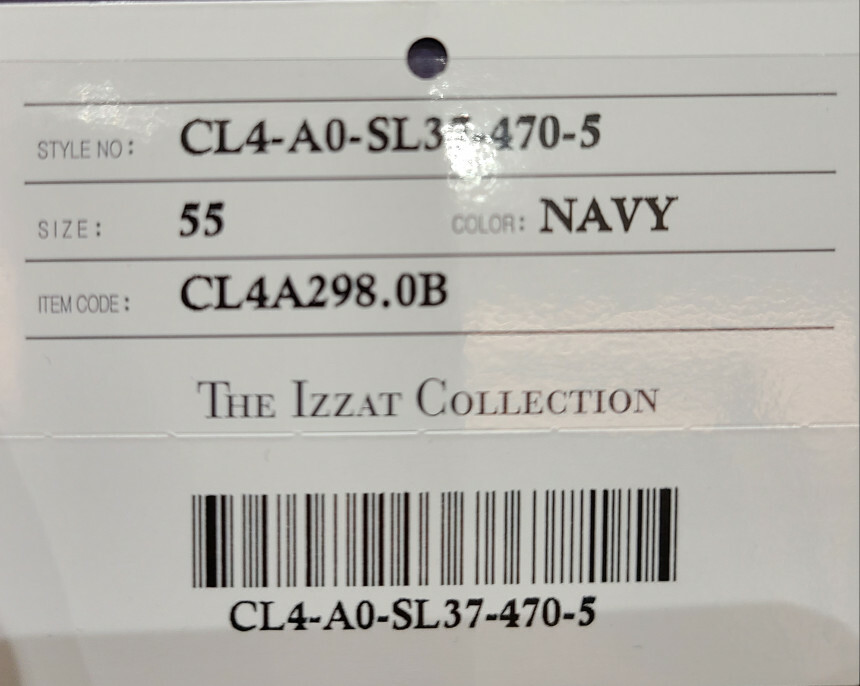 STYLE NO: CL4-A0-SL37-470-5
SIZE: 55 COLOR: NAVY
ITEM CODE: CL4A298.0B
THE IZZAT COLLECTION
CL4-A0-SL37-470-5